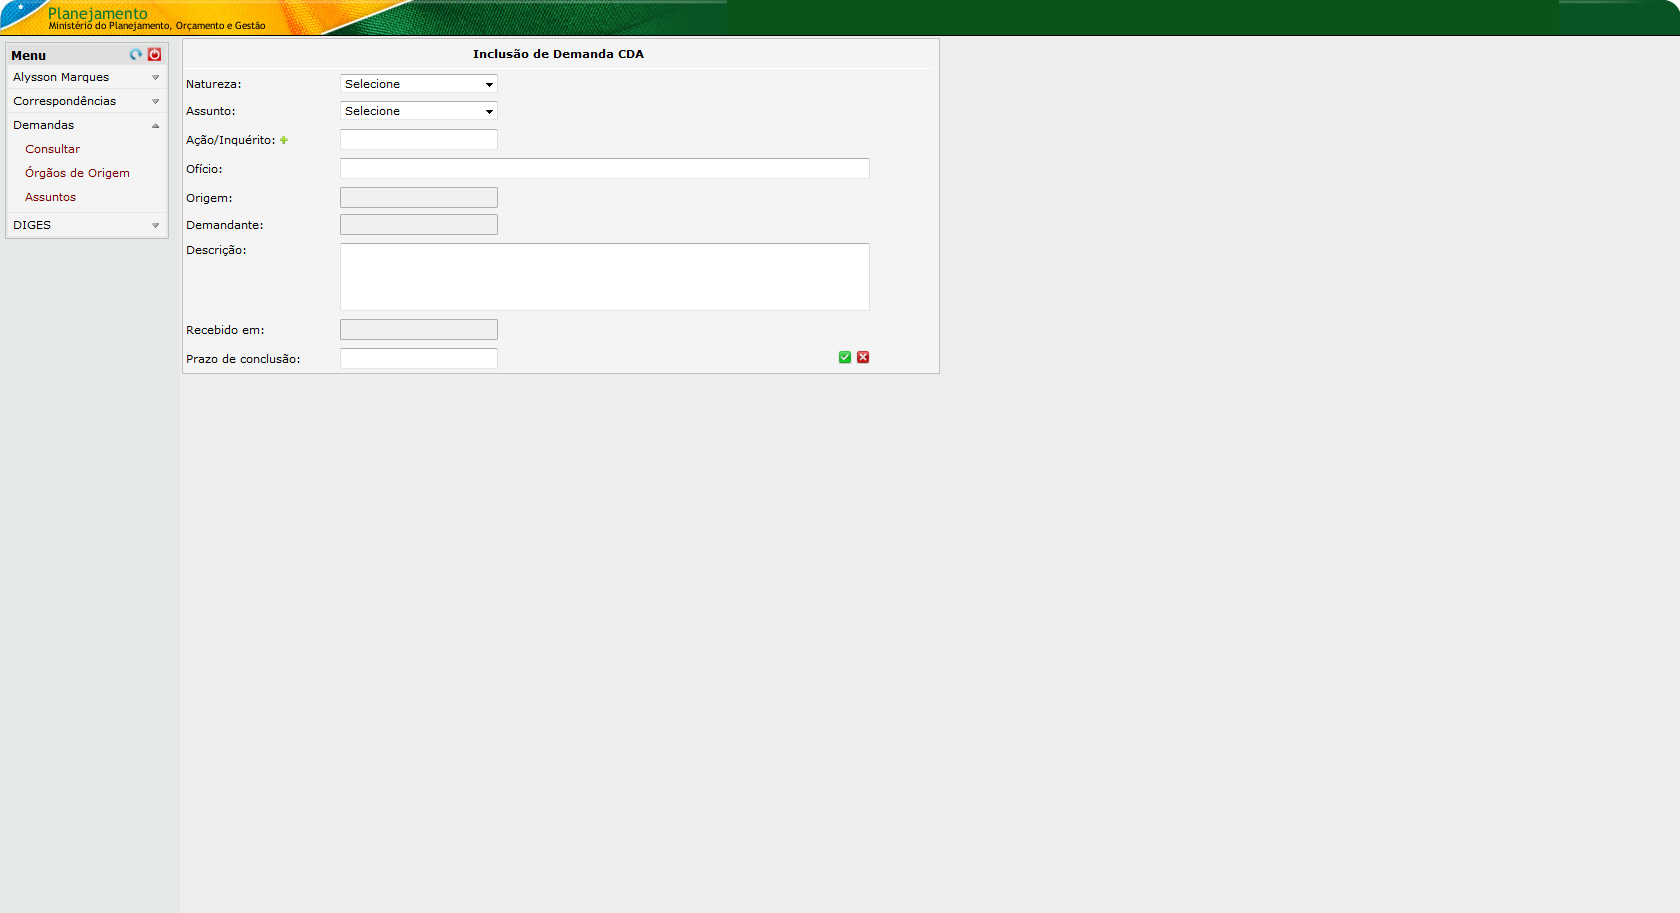 Planejamento
Ministério do Planejamento, Orçamento e Gestão
Menu
Alysson Marques
Correspondências
Demandas
Consultar
Órgãos de Origem
Assuntos
DIGES
Inclusão de Demanda CDA
Natureza: Selecione
Assunto: Selecione
Ação/Inquérito:
Ofício:
Origem:
Demandante:
Descrição:
Recebido em:
Prazo de conclusão: